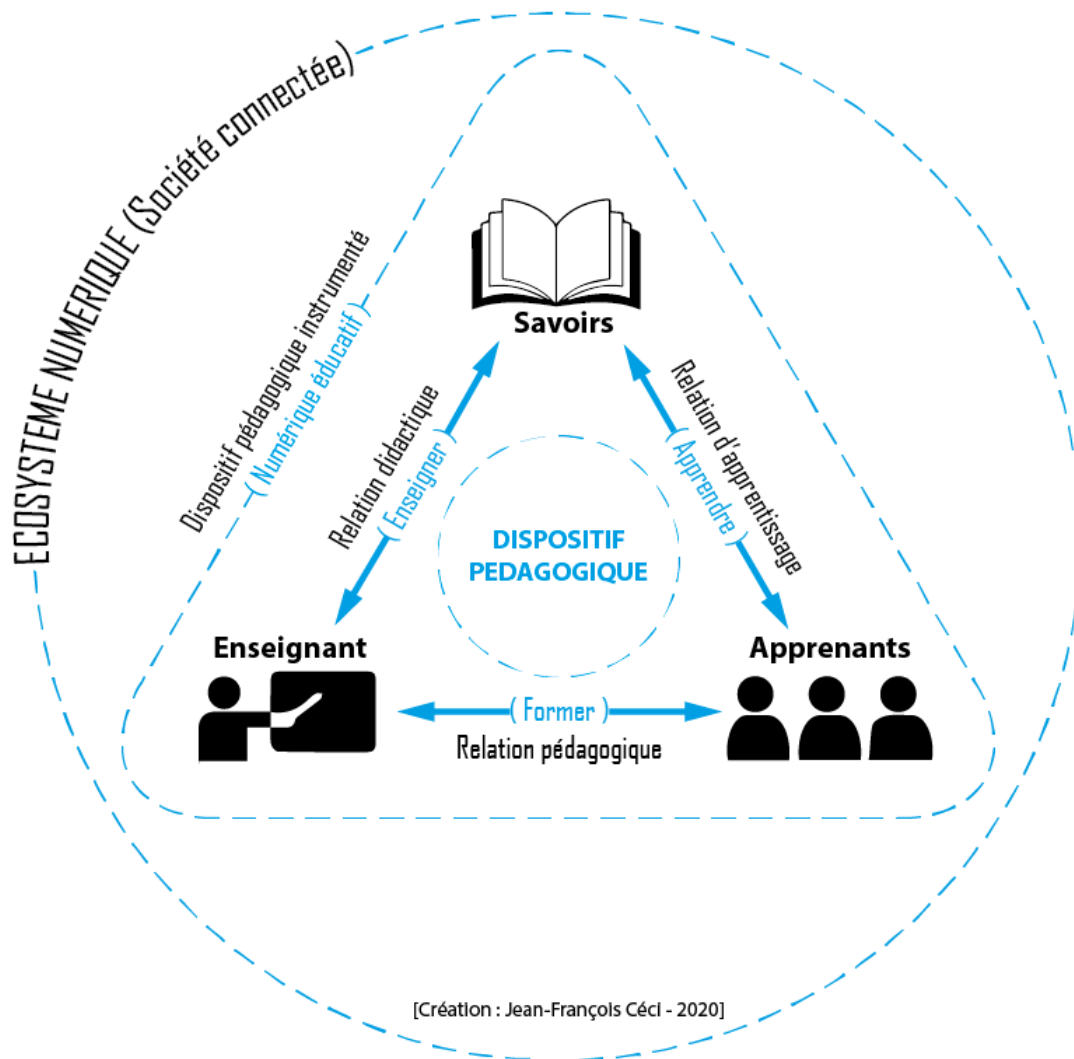 ECOSYSTEME NUMERIQUE (Société connectée)
Dispositif pédagogique instrumenté
( Numérique éducatif )
Savoirs
Relation didactique
( Enseigner )
Relation d'apprentissage
( Apprendre )
DISPOSITIF
PEDAGOGIQUE
Enseignant
Apprenants
( Former )
Relation pédagogique
[Création : Jean-François Céci - 2020]